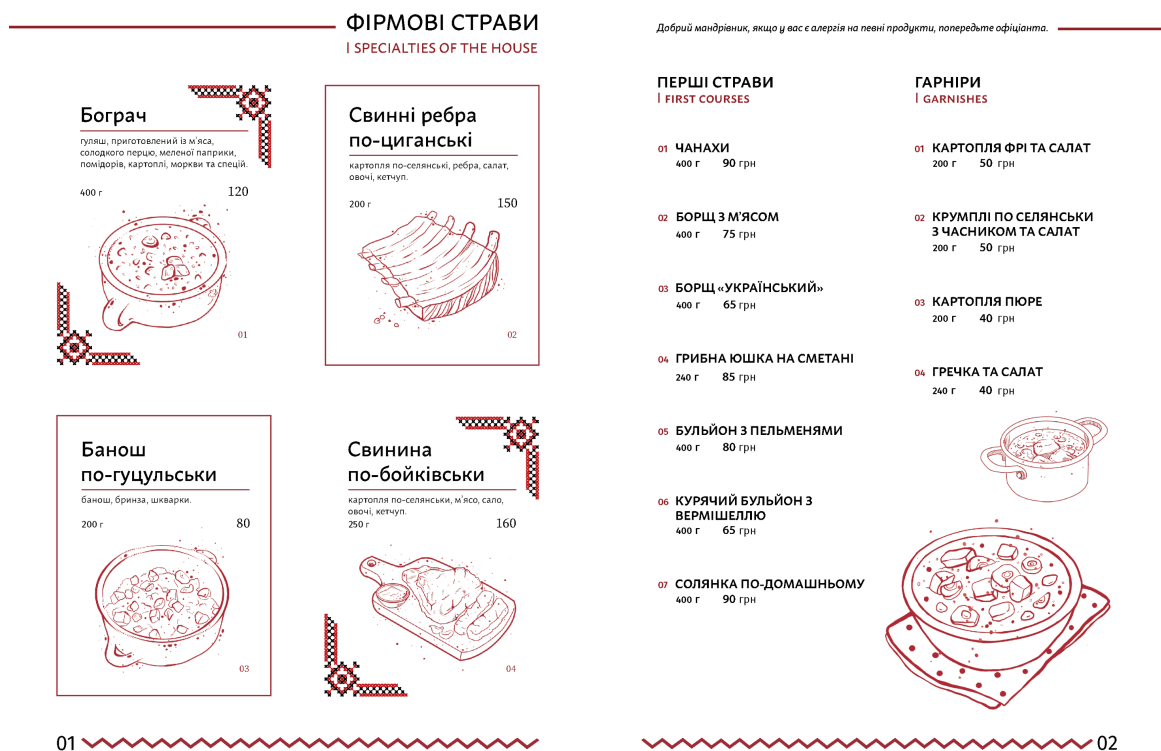 ФІРМОВІ СТРАВИ
| SPECIALTIES OF THE HOUSE
Бограч
гуляш, приготовлений із м'яса,
солодкого перцю, меленої паприки,
помідорів, картоплі, моркви та спецій.
400 г 120
01
Свинні ребра
по-циганські
картопля по-селянські, ребра, салат,
овочі, кетчуп.
200 г 150
02
Банош
по-гуцульськи
банош, бринза, шкварки.
200 г 80
03
Свинина
по-бойківськи
картопля по-селянськи, м'ясо, сало,
овочі, кетчуп.
250 г 160
04
01
Добрий мандрівник, якщо у вас є алергія на певні продукти, попередьте офіціанта.
ПЕРШІ СТРАВИ
| FIRST COURSES
01 ЧАНАХИ
400 г 90 грн
02 БОРЩ З М'ЯСОМ
400 г 75 грн
03 БОРЩ «УКРАЇНСЬКИЙ»
400 г 65 грн
04 ГРИБНА ЮШКА НА СМЕТАНІ
240 г 85 грн
05 БУЛЬЙОН З ПЕЛЬМЕНЯМИ
400 г 80 грн
06 КУРЯЧИЙ БУЛЬЙОН З
ВЕРМІШЕЛЛЮ
400 г 65 грн
07 СОЛЯНКА ПО-ДОМАШНЬОМУ
400 г 90 грн
ГАРНІРИ
| GARNISHES
01 КАРТОПЛЯ ФРІ ТА САЛАТ
200 г 50 грн
02 КРУМПЛІ ПО СЕЛЯНСЬКИ
З ЧАСНИКОМ ТА САЛАТ
200 г 50 грн
03 КАРТОПЛЯ ПЮРЕ
200 г 40 грн
04 ГРЕЧКА ТА САЛАТ
240 г 40 грн
02